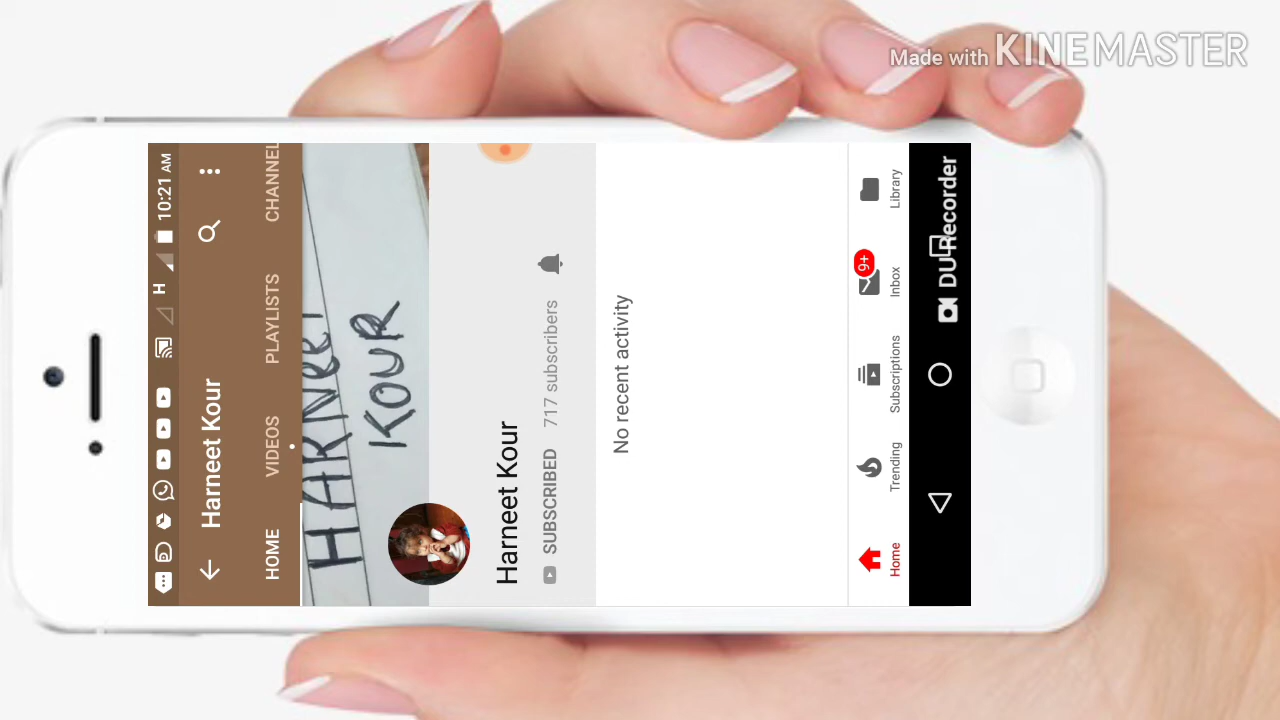 Made with KINEMASTER
H 10:21 AM
Harneet Kour
HOME VIDEOS PLAYLISTS CHANNEL
HARNEET
KOUR
Harneet Kour
SUBSCRIBED 717 subscribers
No recent activity
9+
Home Trending Subscriptions Inbox Library
DU Recorder